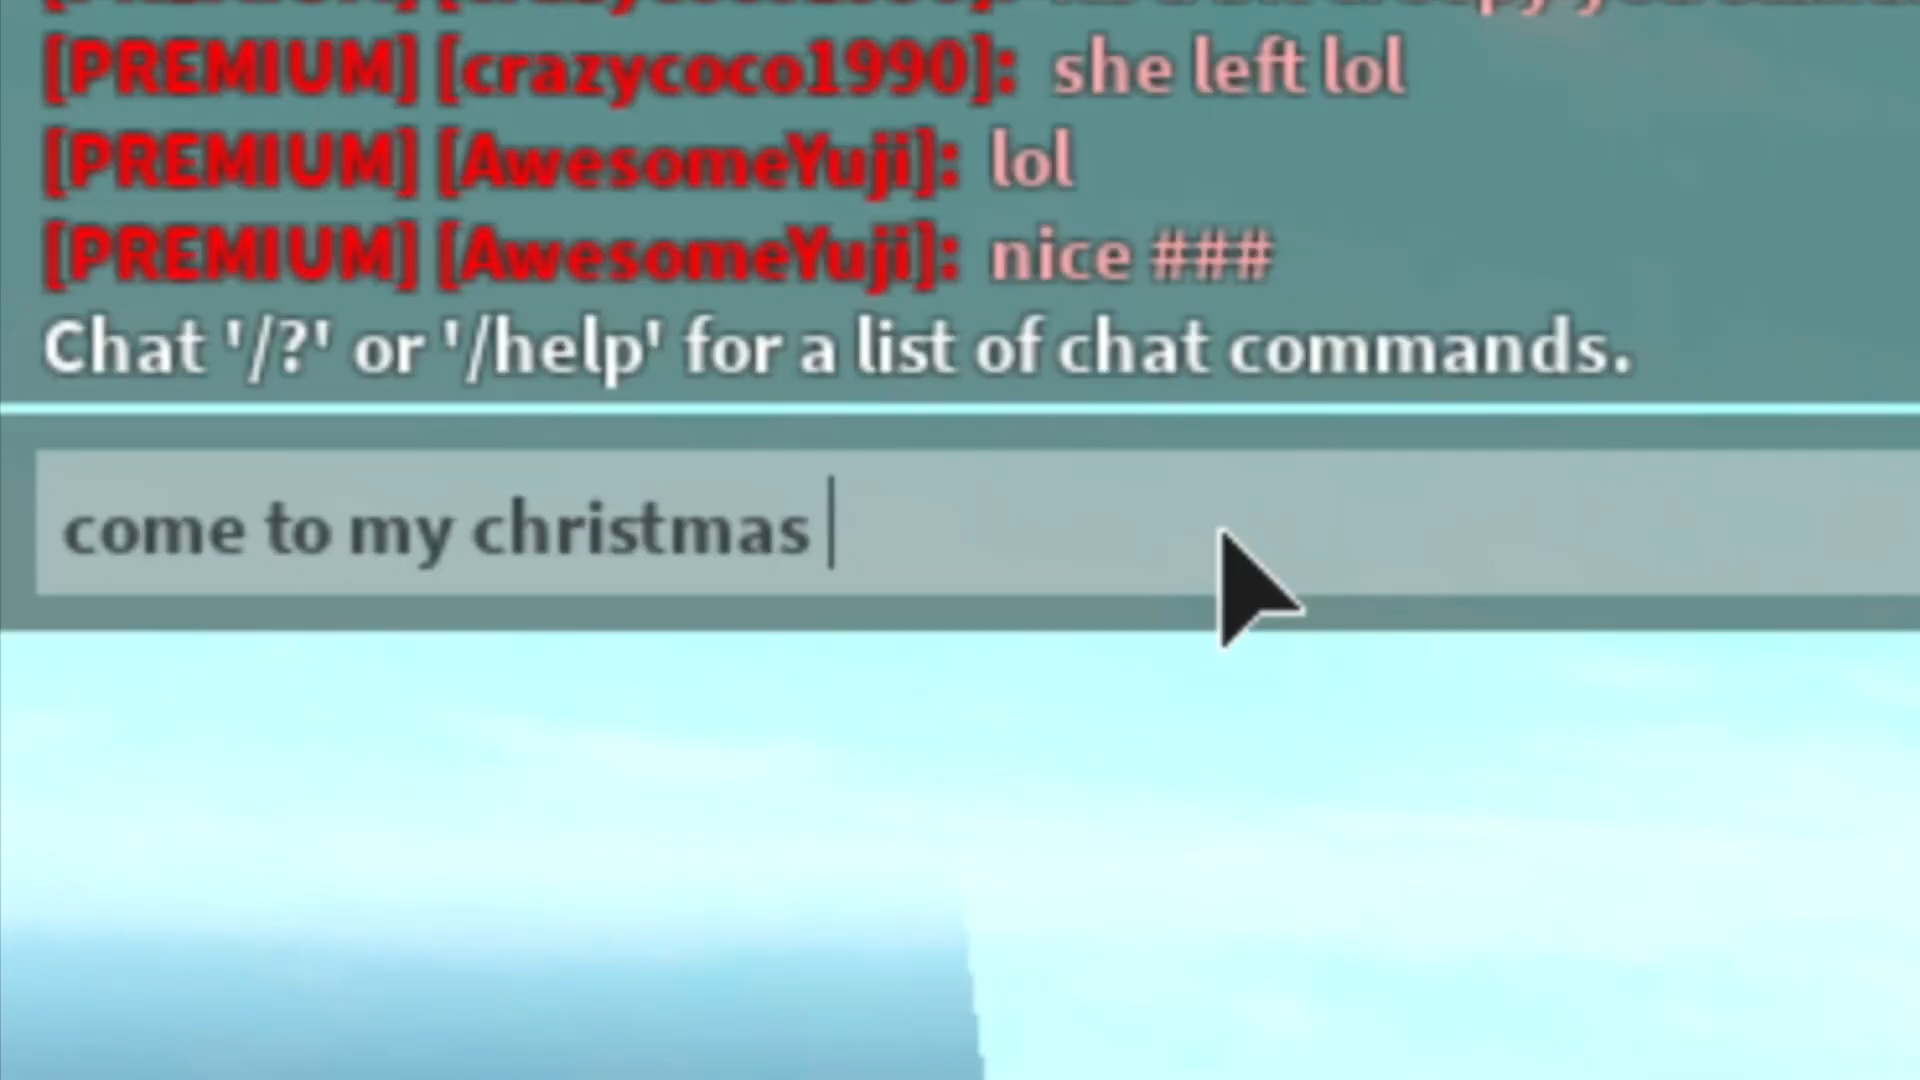 [PREMIUM] [crazycoco1990]: she left lol
[PREMIUM] [AwesomeYuji]: lol
[PREMIUM] [AwesomeYuji]: nice ###
Chat '/?' or '/help' for a list of chat commands.
come to my christmas